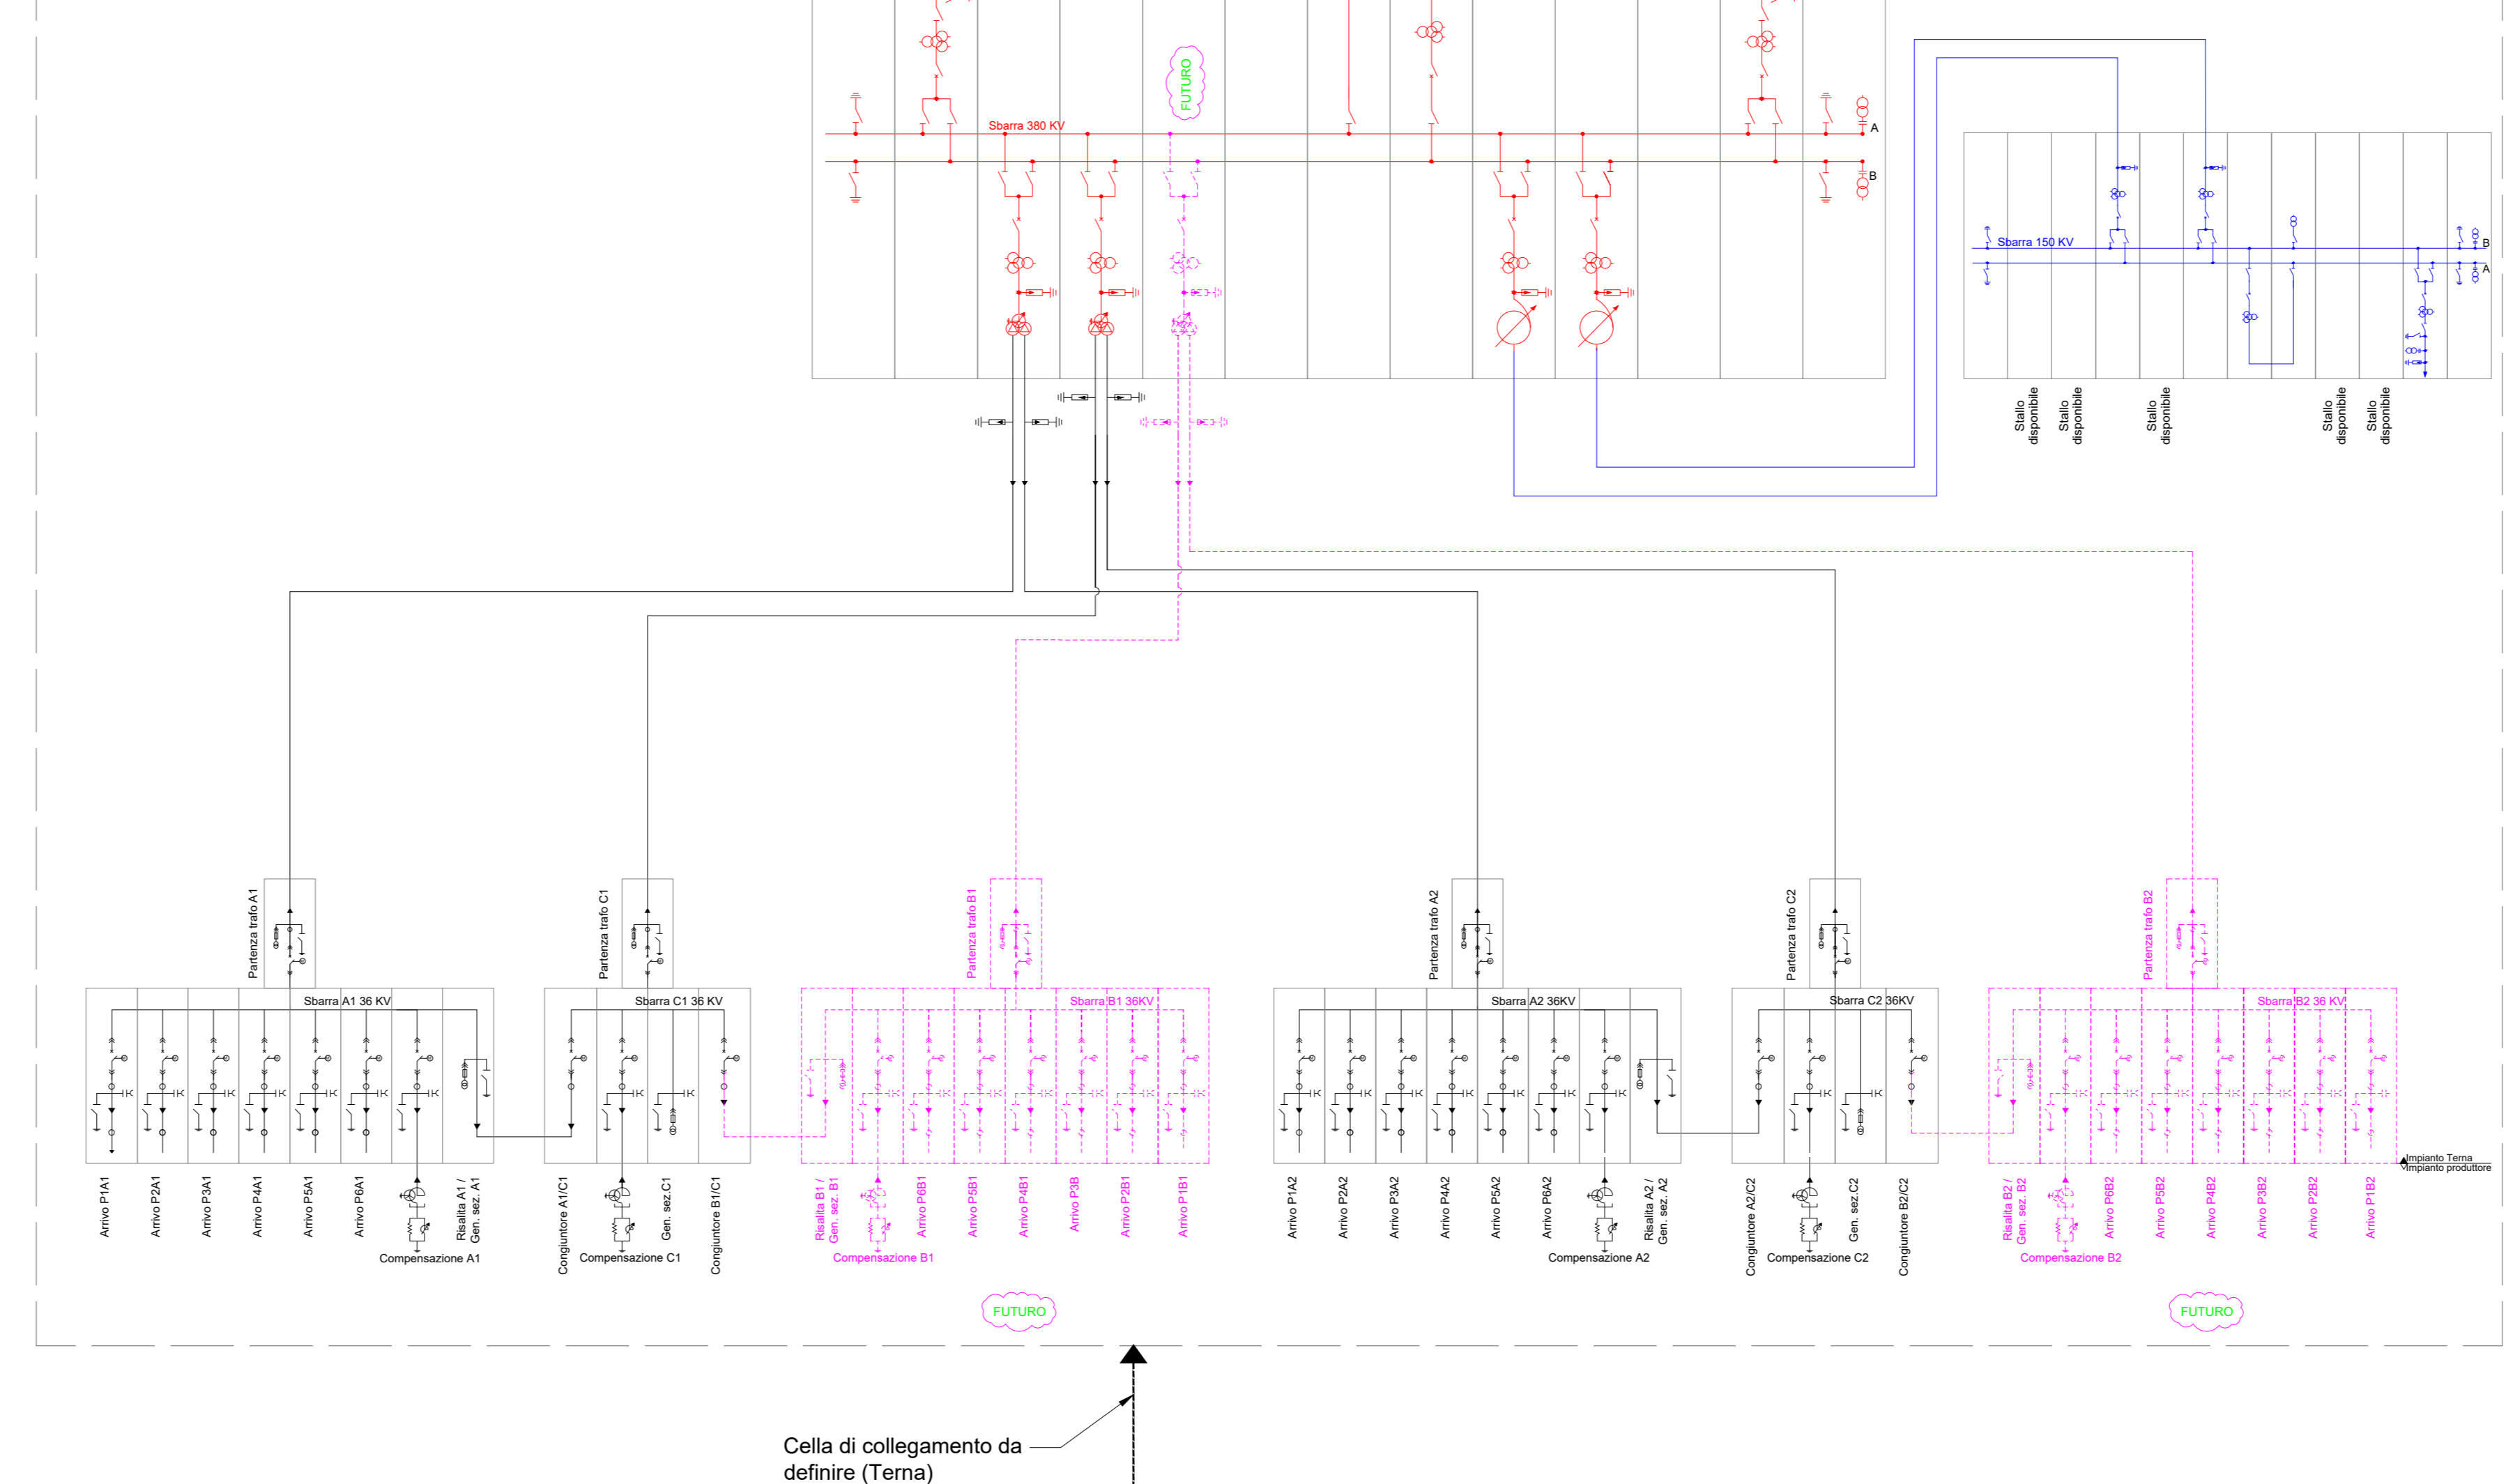 FUTURO
Sbarra 380 KV
A
B
Sbarra 150 KV
B
A
Stallo
disponibile
Stallo
disponibile
Stallo
disponibile
Stallo
disponibile
Stallo
disponibile
Partenza trafo A1
Partenza trafo C1
Partenza trafo B1
Partenza trafo A2
Partenza trafo C2
Partenza trafo B2
Sbarra A1 36 KV
Sbarra C1 36 KV
Sbarra B1 36KV
Sbarra A2 36KV
Sbarra C2 36KV
Sbarra B2 36 KV
Impianto Terna
Impianto produttore
Arrivo P1A1
Arrivo P2A1
Arrivo P3A1
Arrivo P4A1
Arrivo P5A1
Arrivo P6A1
Compensazione A1
Risalita A1 /
Gen. sez. A1
Congiuntore A1/C1
Compensazione C1
Gen. sez.C1
Congiuntore B1/C1
Risalita B1 /
Gen. sez. B1
Compensazione B1
Arrivo P6B1
Arrivo P5B1
Arrivo P4B1
Arrivo P3B
Arrivo P2B1
Arrivo P1B1
Arrivo P1A2
Arrivo P2A2
Arrivo P3A2
Arrivo P4A2
Arrivo P5A2
Arrivo P6A2
Compensazione A2
Risalita A2 /
Gen. sez. A2
Congiuntore A2/C2
Compensazione C2
Gen. sez.C2
Congiuntore B2/C2
Risalita B2 /
Gen. sez. B2
Compensazione B2
Arrivo P6B2
Arrivo P5B2
Arrivo P4B2
Arrivo P3B2
Arrivo P2B2
Arrivo P1B2
FUTURO
FUTURO
Cella di collegamento da
definire (Terna)